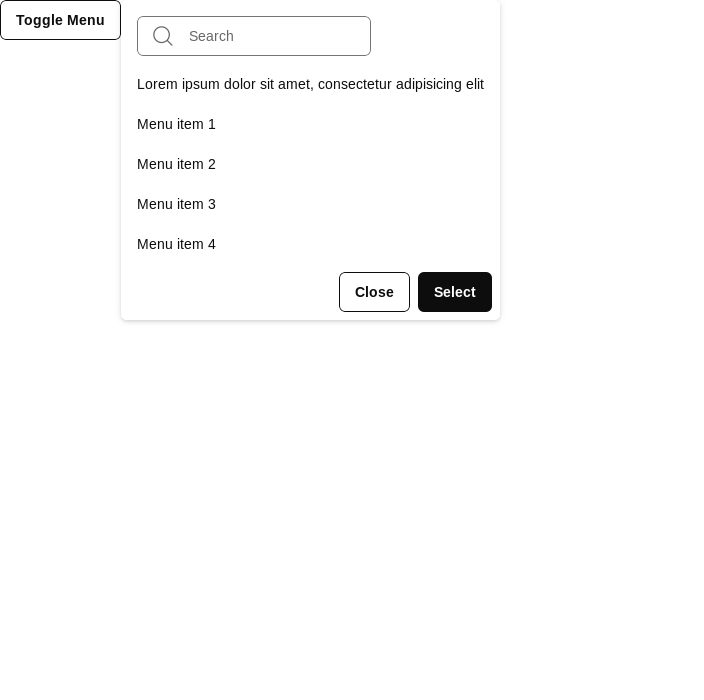 Toggle Menu
Search
Lorem ipsum dolor sit amet, consectetur adipisicing elit
Menu item 1
Menu item 2
Menu item 3
Menu item 4
Close
Select